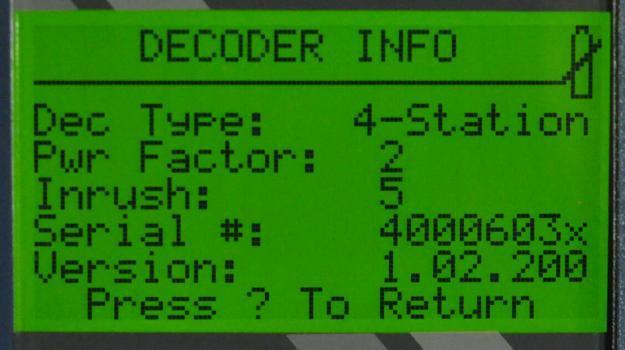 DECODER INFO
Dec Type: 4-Station
Pwr Factor: 2
Inrush: 5
Serial #: 4000603x
Version: 1.02.200
Press ? To Return